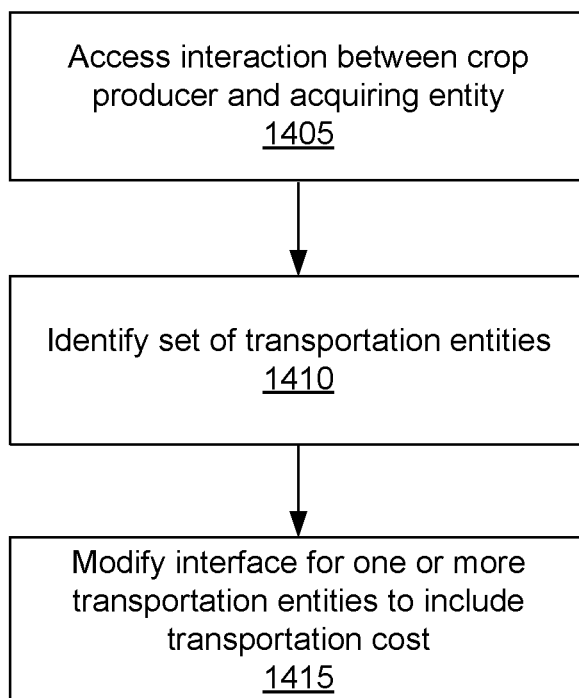 Access interaction between crop
producer and acquiring entity
1405
Identify set of transportation entities
1410
Modify interface for one or more
transportation entities to include
transportation cost
1415